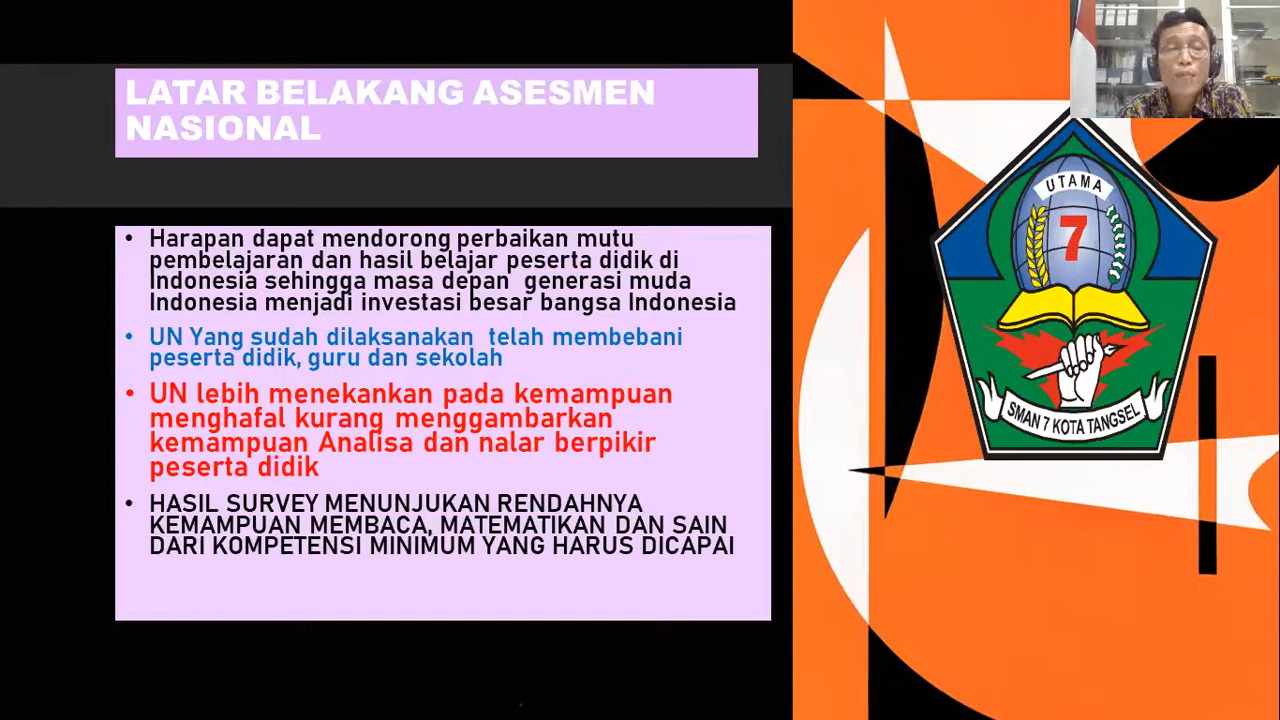 LATAR BELAKANG ASESMEN
NASIONAL
• Harapan dapat mendorong perbaikan mutu
pembelajaran dan hasil belajar peserta didik di
Indonesia sehingga masa depan generasi muda
Indonesia menjadi investasi besar bangsa Indonesia
• UN Yang sudah dilaksanakan telah membebani
peserta didik, guru dan sekolah
• UN lebih menekankan pada kemampuan
menghafal kurang menggambarkan
kemampuan Analisa dan nalar berpikir
peserta didik
• HASIL SURVEY MENUNJUKAN RENDAHNYA
KEMAMPUAN MEMBACA, MATEMATIKAN DAN SAIN
DARI KOMPETENSI MINIMUM YANG HARUS DICAPAI
UTAMA
7
SMAN 7 KOTA TANGSEL